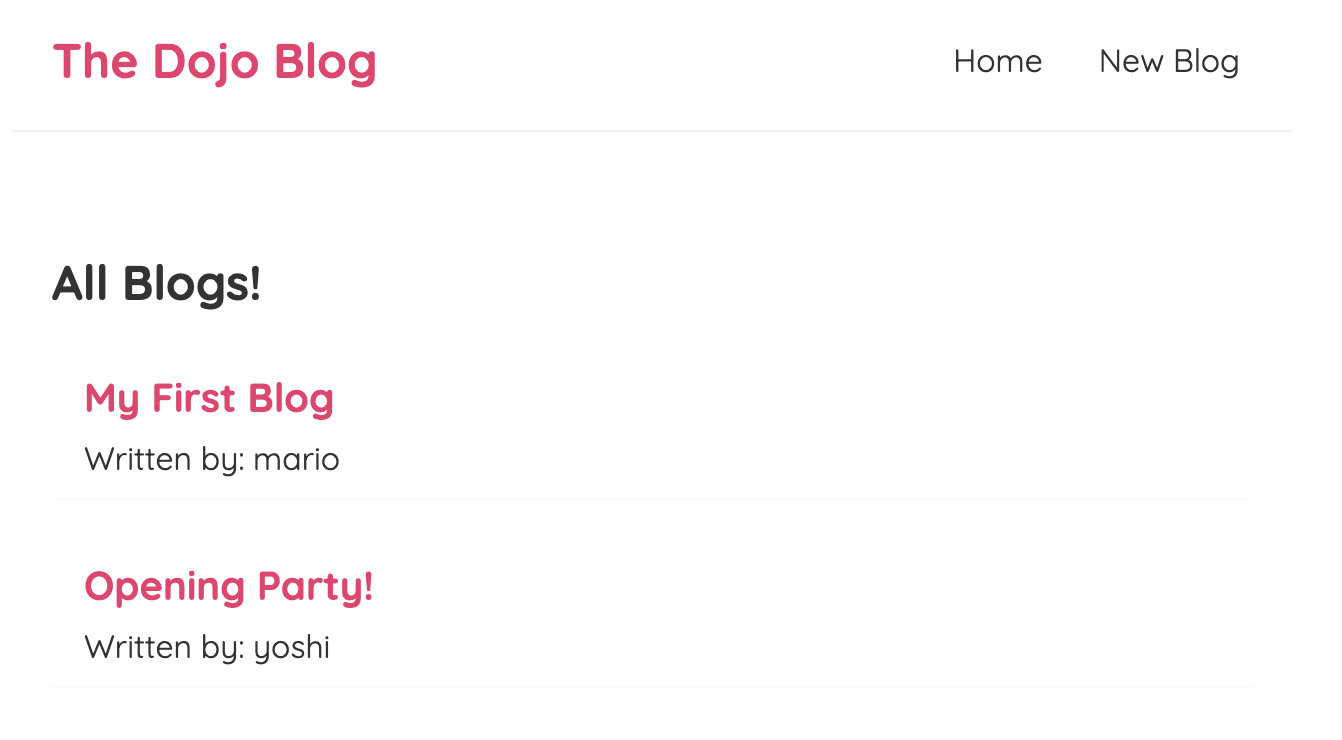 The Dojo Blog
Home New Blog
All Blogs!
My First Blog
Written by: mario
Opening Party!
Written by: yoshi